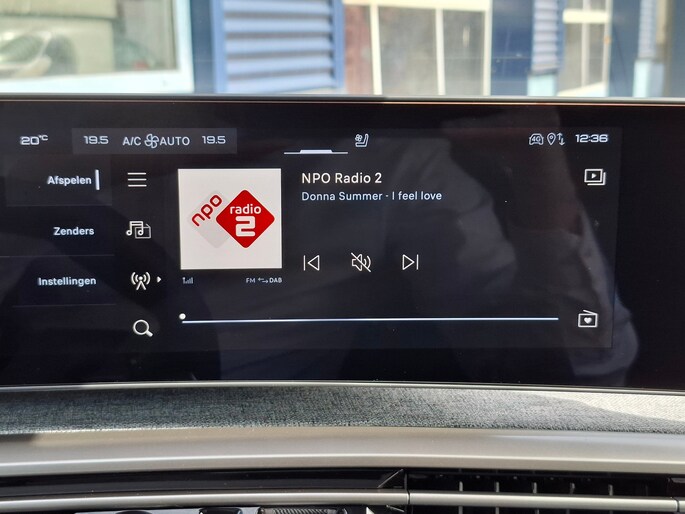 20°C 19.5 A/C AUTO 19.5 4G 12:36
Afspelen
Zenders
Instellingen
npo
radio
2
NPO Radio 2
Donna Summer - I feel love
FM DAB